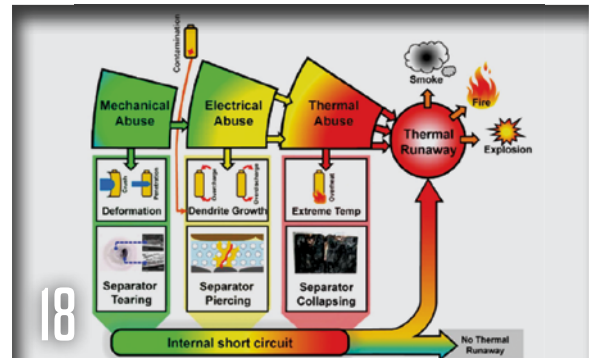 Contamination
Mechanical
Abuse
Electrical
Abuse
Thermal
Abuse
Smoke
Fire
Thermal
Runaway
Explosion
Crush
Penetration
Deformation
Overcharge
Overdischarge
Dendrite Growth
Overheat
Extreme Temp
Separator
Tearing
Separator
Piercing
Separator
Collapsing
18
Internal short circuit
No Thermal
Runaway